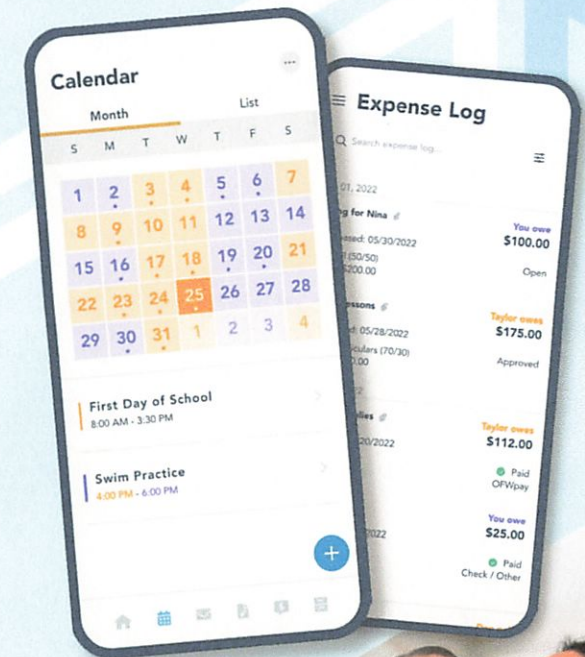 Calendar
Month
List
S M T W T F S
1 2 3 4 5 6 7
8 9 10 11 12 13 14
15 16 17 18 19 20 21
22 23 24 25 26 27 28
29 30 31 1 2 3 4
First Day of School
8:00 AM - 3:30 PM
Swim Practice
4:00 PM - 6:00 PM
Expense Log
Search expense log...
01, 2022
for Nina
You owe
: 05/30/2022
$100.00
(50/50)
$200.00
Open
Taylor owes
: 05/28/2022
$175.00
(70/30)
Approved
Taylor owes
/2022
$112.00
Paid
OFWpay
You owe
$25.00
Paid
Check / Other